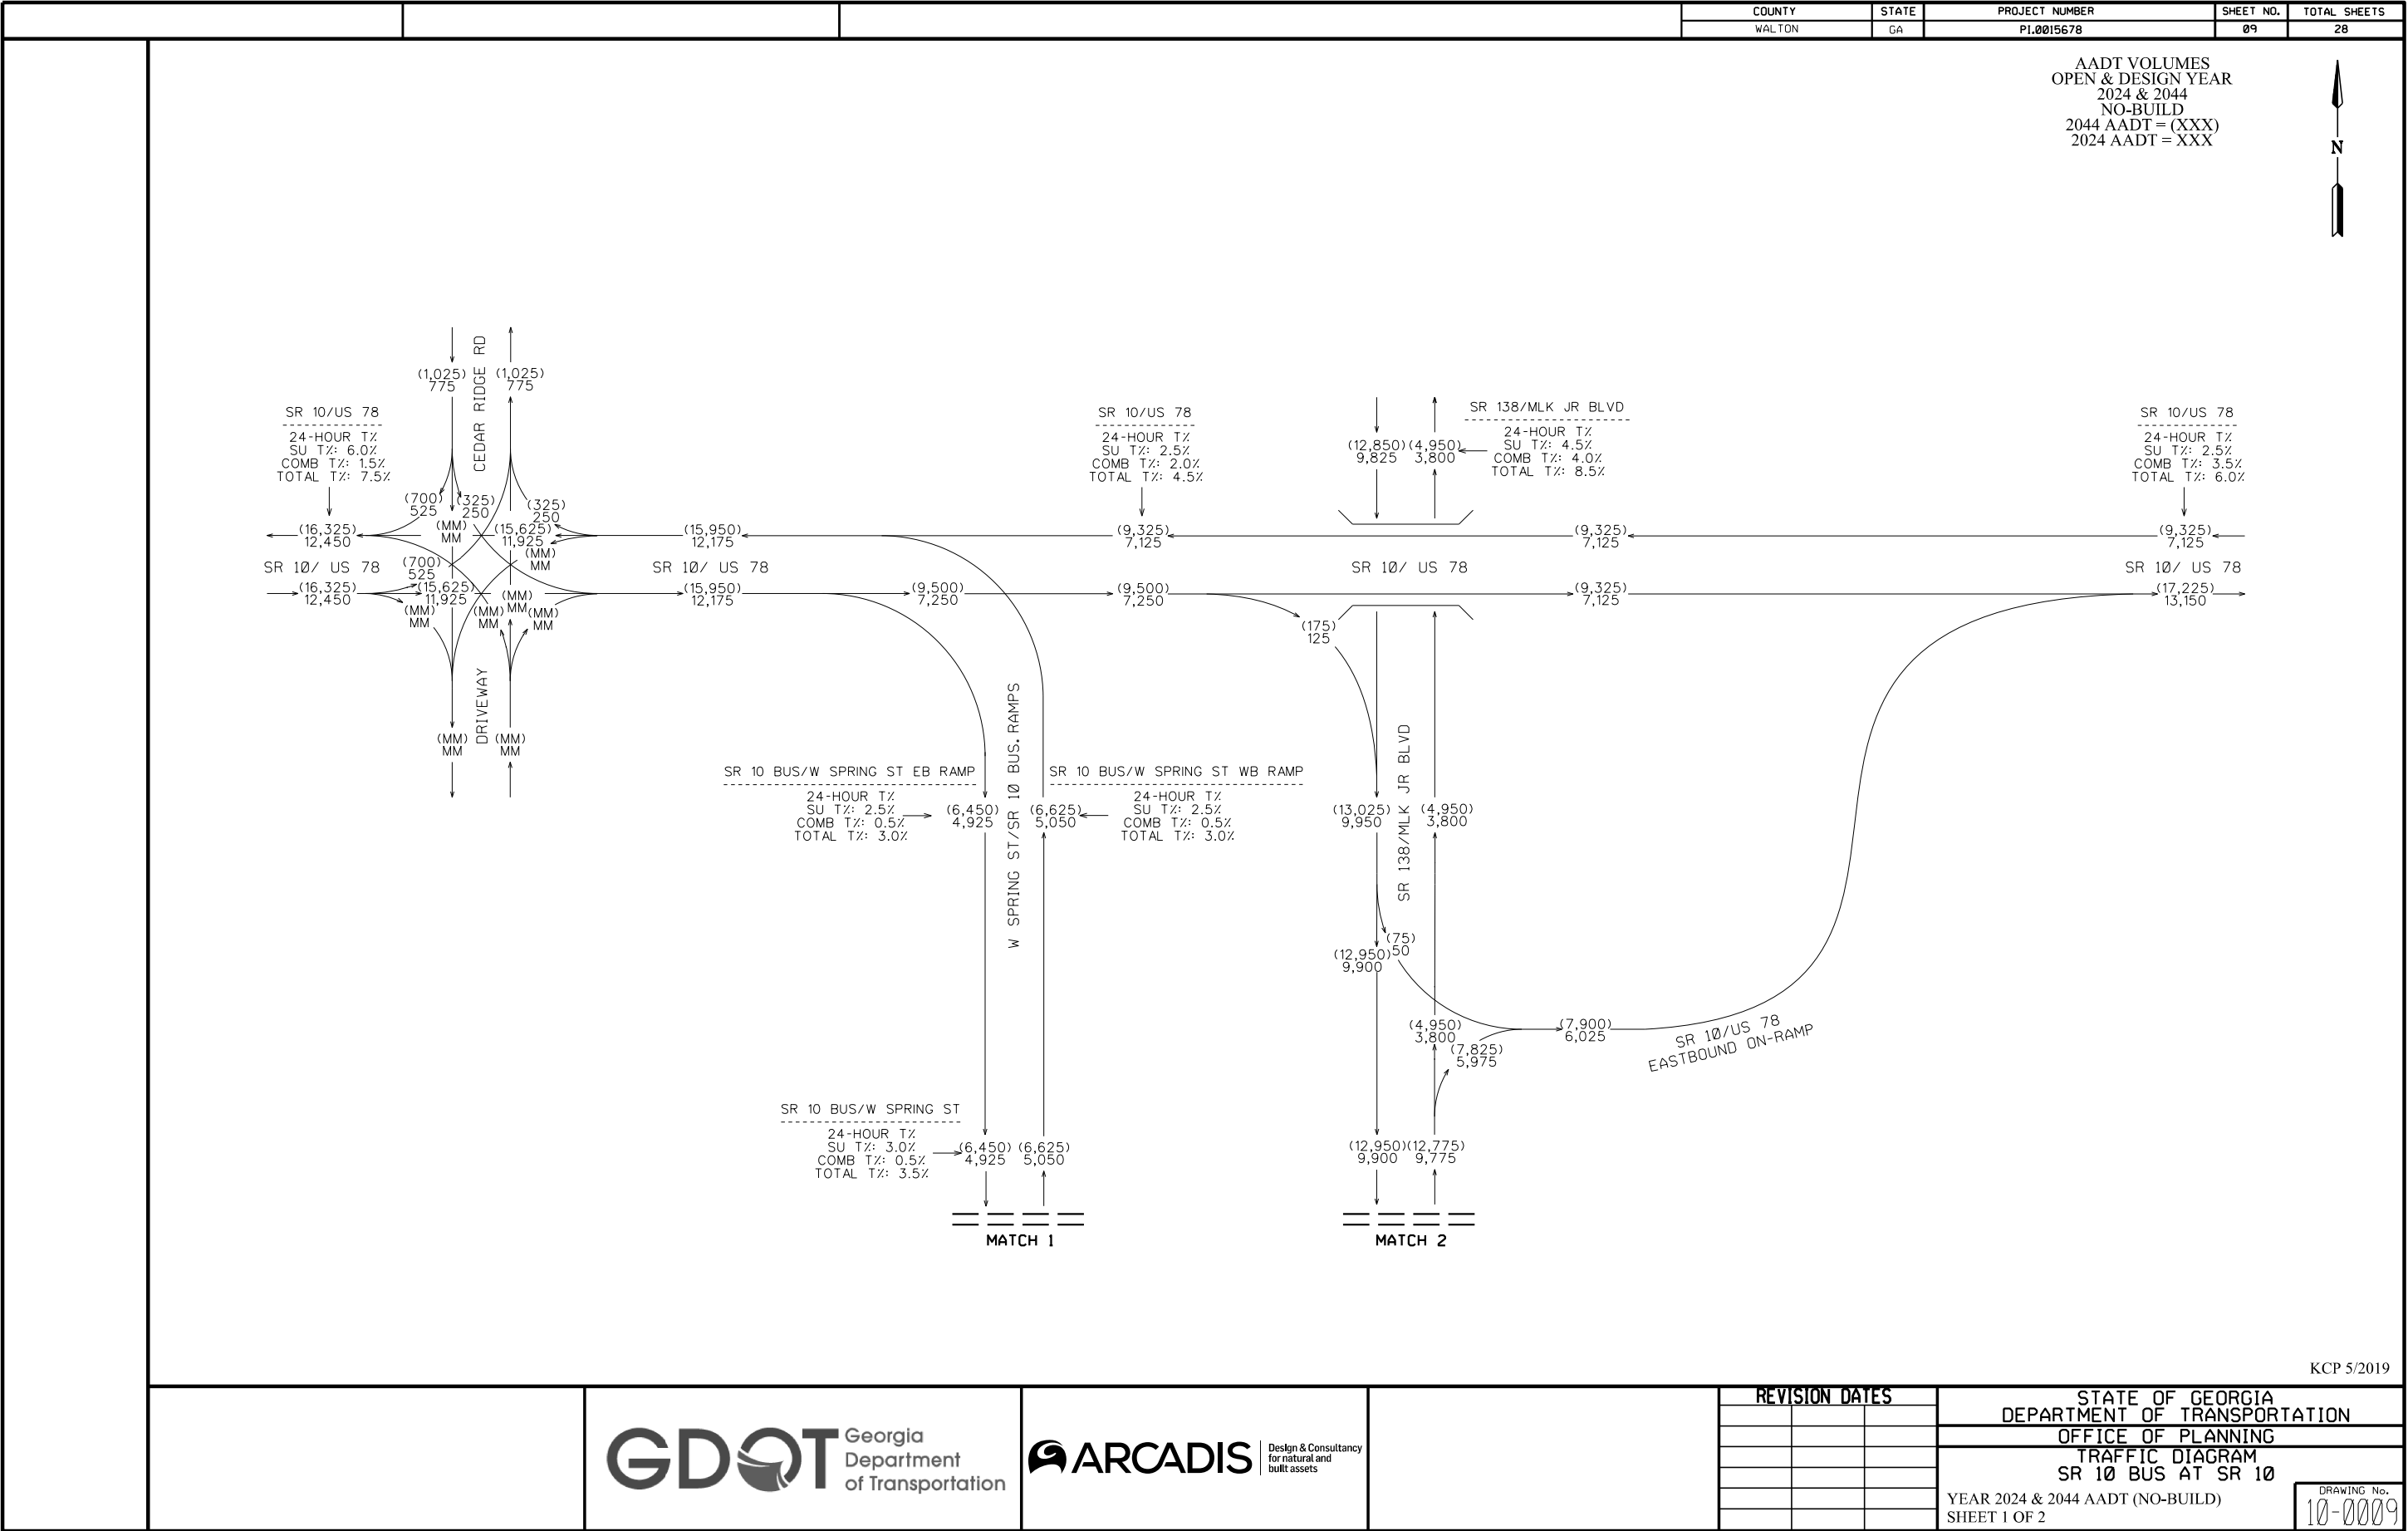 COUNTY STATE PROJECT NUMBER SHEET NO. TOTAL SHEETS
WALTON GA PI.0015678 09 28
AADT VOLUMES
OPEN & DESIGN YEAR
2024 & 2044
NO-BUILD
2044 AADT = (XXX)
2024 AADT = XXX
N
CEDAR RIDGE RD
(1,025)
775
(1,025)
775
SR 10/US 78
24-HOUR T%
SU T%: 6.0%
COMB T%: 1.5%
TOTAL T%: 7.5%
SR 10/US 78
24-HOUR T%
SU T%: 2.5%
COMB T%: 2.0%
TOTAL T%: 4.5%
(12,850)
9,825
(4,950)
3,800
SR 138/MLK JR BLVD
24-HOUR T%
SU T%: 4.5%
COMB T%: 4.0%
TOTAL T%: 8.5%
SR 10/US 78
24-HOUR T%
SU T%: 2.5%
COMB T%: 3.5%
TOTAL T%: 6.0%
(700)
525
(MM)
MM
(325)
250
(325)
250
(16,325)
12,450
(15,625)
11,925
(MM)
MM
(15,950)
12,175
(9,325)
7,125
(9,325)
7,125
(9,325)
7,125
SR 10/ US 78
SR 10/ US 78
SR 10/ US 78
SR 10/ US 78
(700)
525
(16,325)
12,450
(15,625)
11,925
(MM)
MM
(MM)
MM
(MM)
MM
(MM)
MM
(15,950)
12,175
(9,500)
7,250
(9,500)
7,250
(9,325)
7,125
(17,225)
13,150
(175)
125
DRIVEWAY
(MM)
MM
(MM)
MM
W SPRING ST/SR 10 BUS. RAMPS
SR 138/MLK JR BLVD
SR 10 BUS/W SPRING ST EB RAMP
24-HOUR T%
SU T%: 2.5%
COMB T%: 0.5%
TOTAL T%: 3.0%
(6,450)
4,925
(6,625)
5,050
SR 10 BUS/W SPRING ST WB RAMP
24-HOUR T%
SU T%: 2.5%
COMB T%: 0.5%
TOTAL T%: 3.0%
(13,025)
9,950
(4,950)
3,800
(75)
50
(12,950)
9,900
(4,950)
3,800
(7,825)
5,975
(7,900)
6,025
SR 10/US 78
EASTBOUND ON-RAMP
SR 10 BUS/W SPRING ST
24-HOUR T%
SU T%: 3.0%
COMB T%: 0.5%
TOTAL T%: 3.5%
(6,450)
4,925
(6,625)
5,050
(12,950)
9,900
(12,775)
9,775
MATCH 1
MATCH 2
KCP 5/2019
GDOT
Georgia
Department
of Transportation
ARCADIS
Design & Consultancy
for natural and
built assets
REVISION DATES
STATE OF GEORGIA
DEPARTMENT OF TRANSPORTATION
OFFICE OF PLANNING
TRAFFIC DIAGRAM
SR 10 BUS AT SR 10
YEAR 2024 & 2044 AADT (NO-BUILD)
SHEET 1 OF 2
DRAWING No.
10-0009